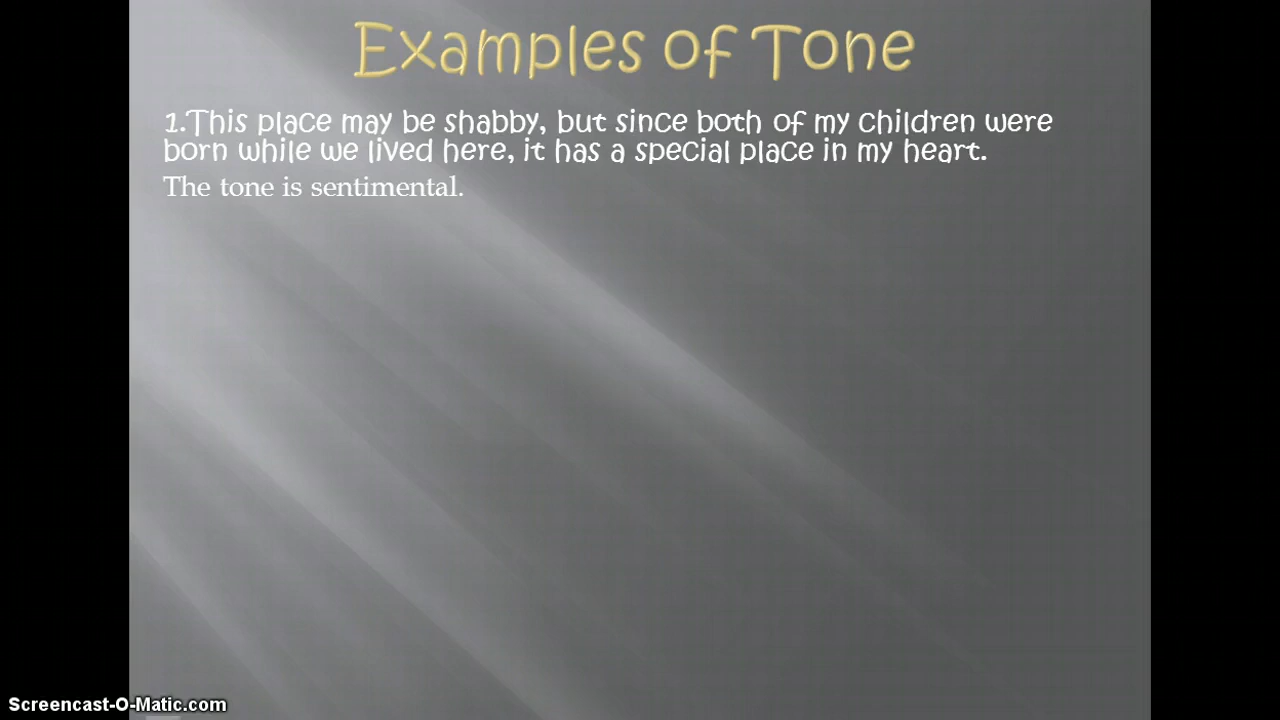 Examples of Tone
1.This place may be shabby, but since both of my children were
born while we lived here, it has a special place in my heart.
The tone is sentimental.
Screencast-O-Matic.com